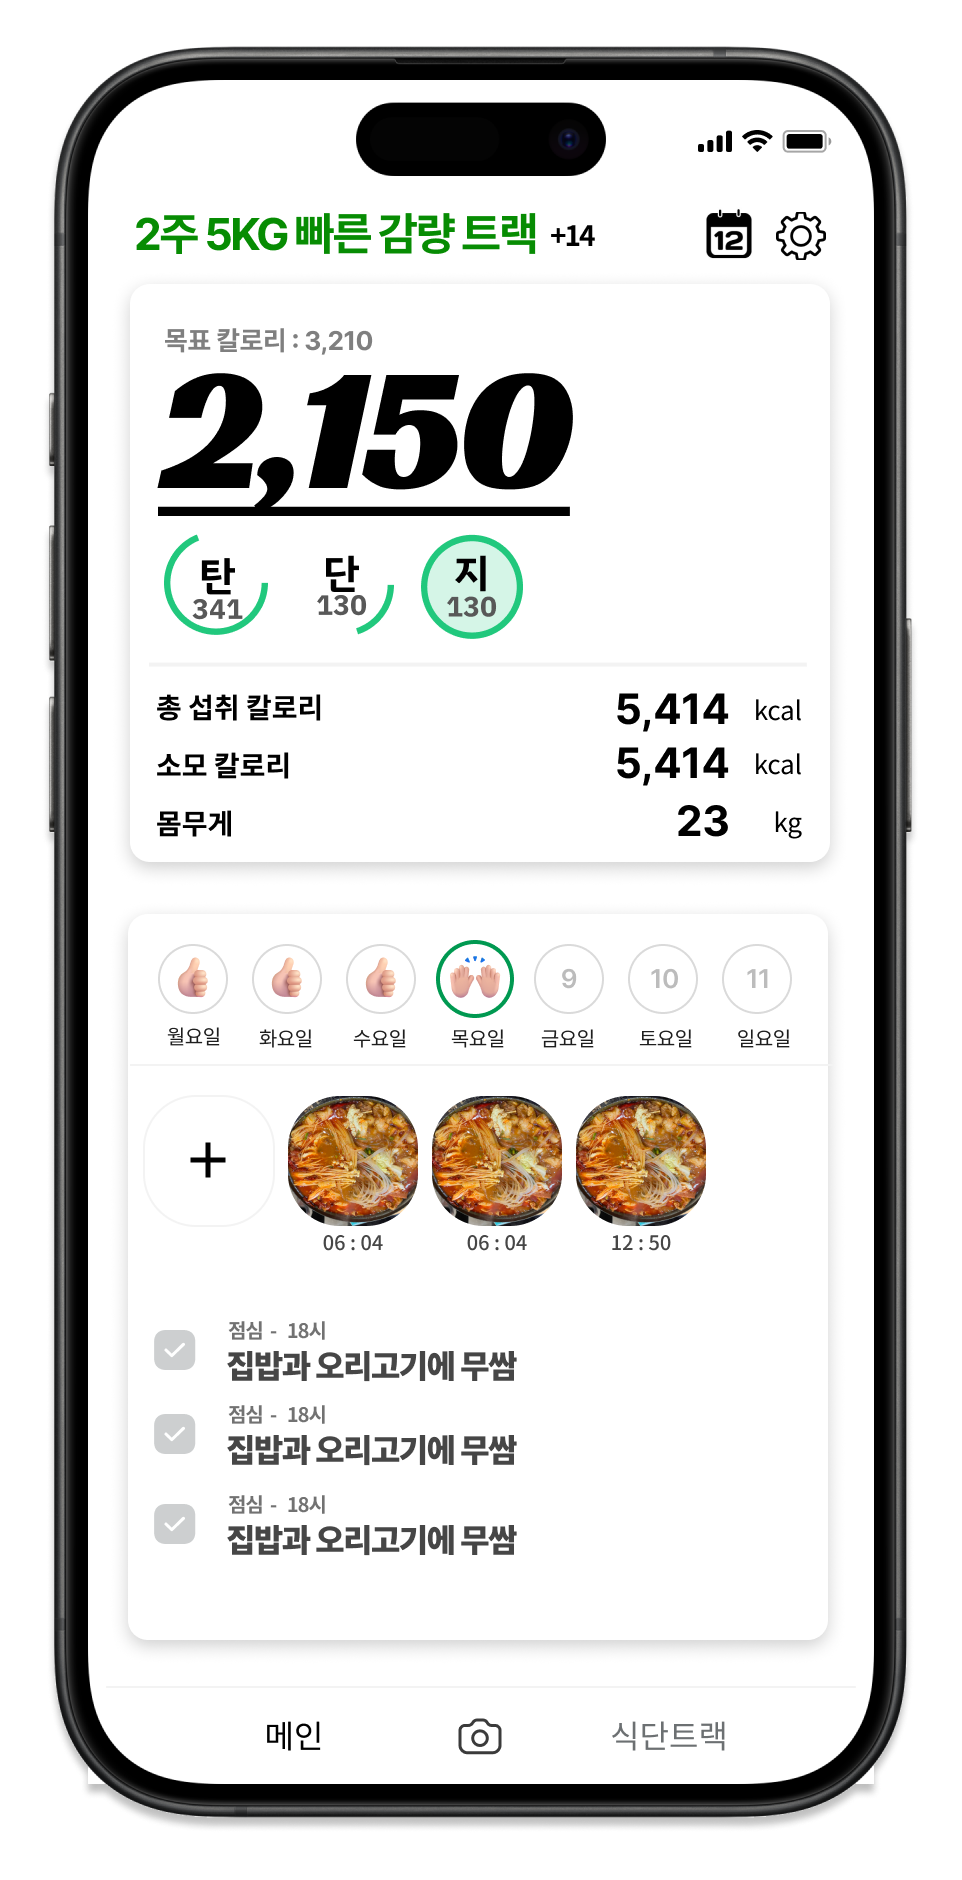 2주 5KG 빠른 감량 트랙 +14
12
목표 칼로리 : 3,210
2,150
탄 단 지
341 130 130
총 섭취 칼로리 5,414 kcal
소모 칼로리 5,414 kcal
몸무게 23 kg
9 10 11
월요일 화요일 수요일 목요일 금요일 토요일 일요일
+
06 : 04 06 : 04 12 : 50
점심 - 18시
집밥과 오리고기에 무쌈
점심 - 18시
집밥과 오리고기에 무쌈
점심 - 18시
집밥과 오리고기에 무쌈
메인 식단트랙